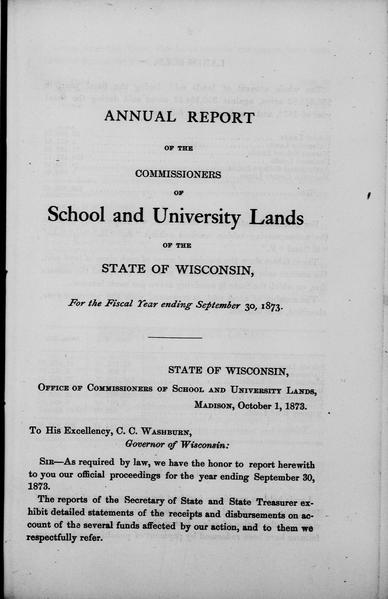 ANNUAL REPORT
OF THE
COMMISSIONERS
OF
School and University Lands
OF THE
STATE OF WISCONSIN,
For the Fiscal Year ending September 30, 1873.
STATE OF WISCONSIN,
OFFICE OF COMMISSIONERS OF SCHOOL AND UNIVERSITY LANDS,
MADISON, October 1, 1873.
To His Excellency, C. C. WASHBURN,
Governor of Wisconsin:
SIR—As required by law, we have the honor to report herewith
to you our official proceedings for the year ending September 30,
1873.
The reports of the Secretary of State and State Treasurer ex-
hibit detailed statements of the receipts and disbursements on ac-
count of the several funds affected by our action, and to them we
respectfully refer.